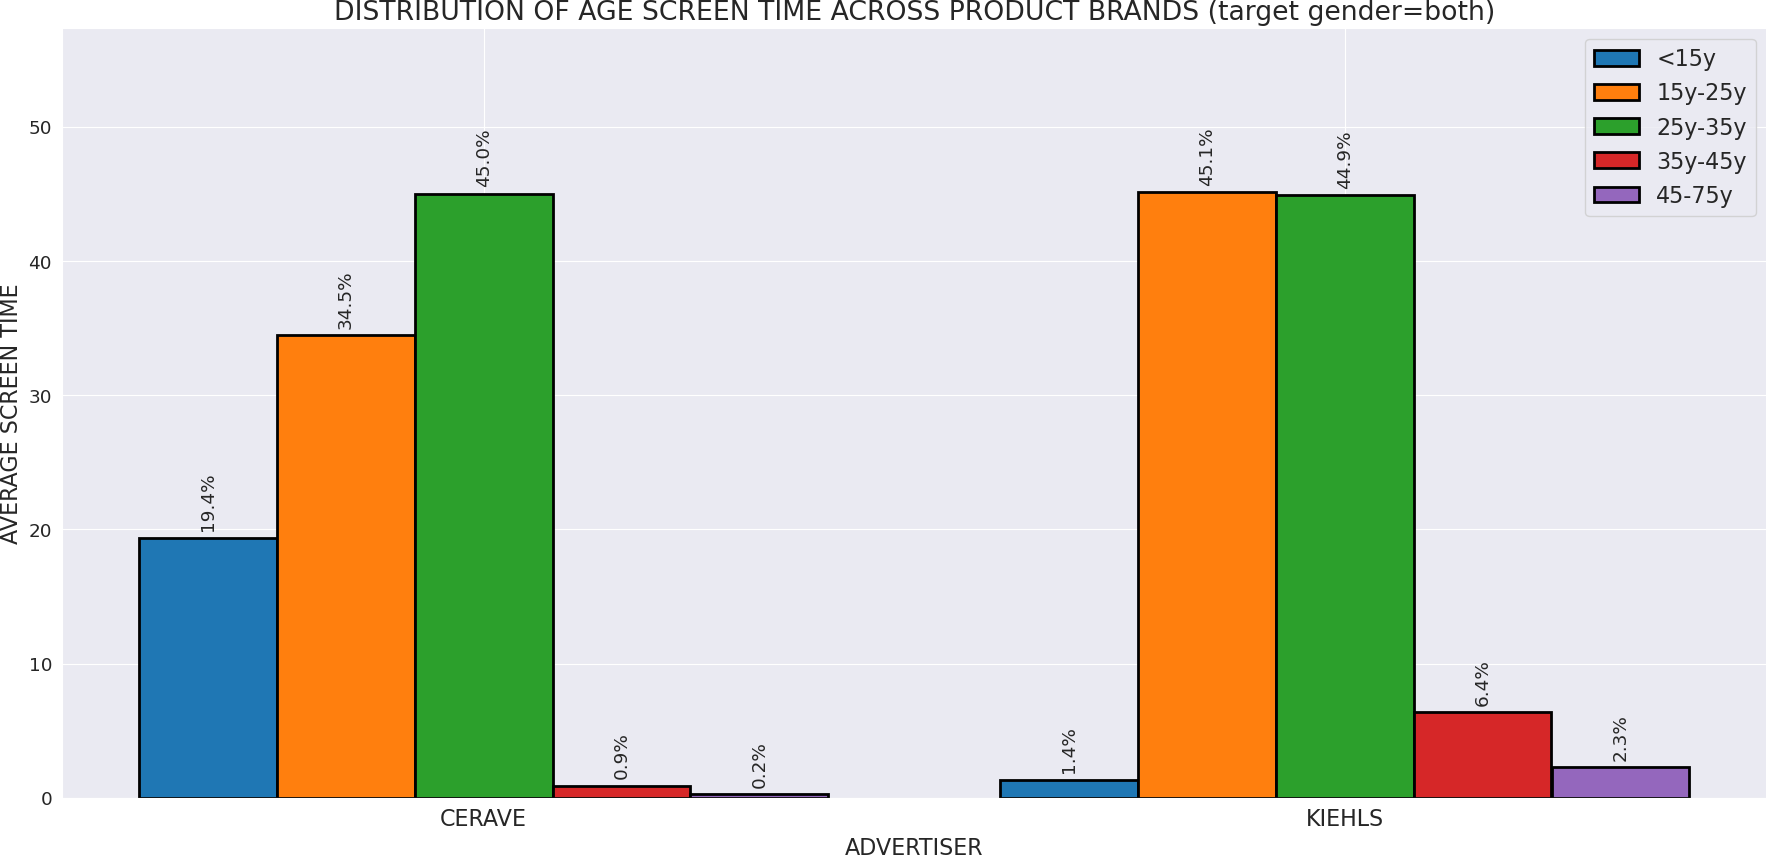 DISTRIBUTION OF AGE SCREEN TIME ACROSS PRODUCT BRANDS (target gender=both)
<15y
15y-25y
25y-35y
35y-45y
45-75y
AVERAGE SCREEN TIME
50
40
30
20
10
0
19.4%
34.5%
45.0%
0.9%
0.2%
1.4%
45.1%
44.9%
6.4%
2.3%
CERAVE
KIEHLS
ADVERTISER